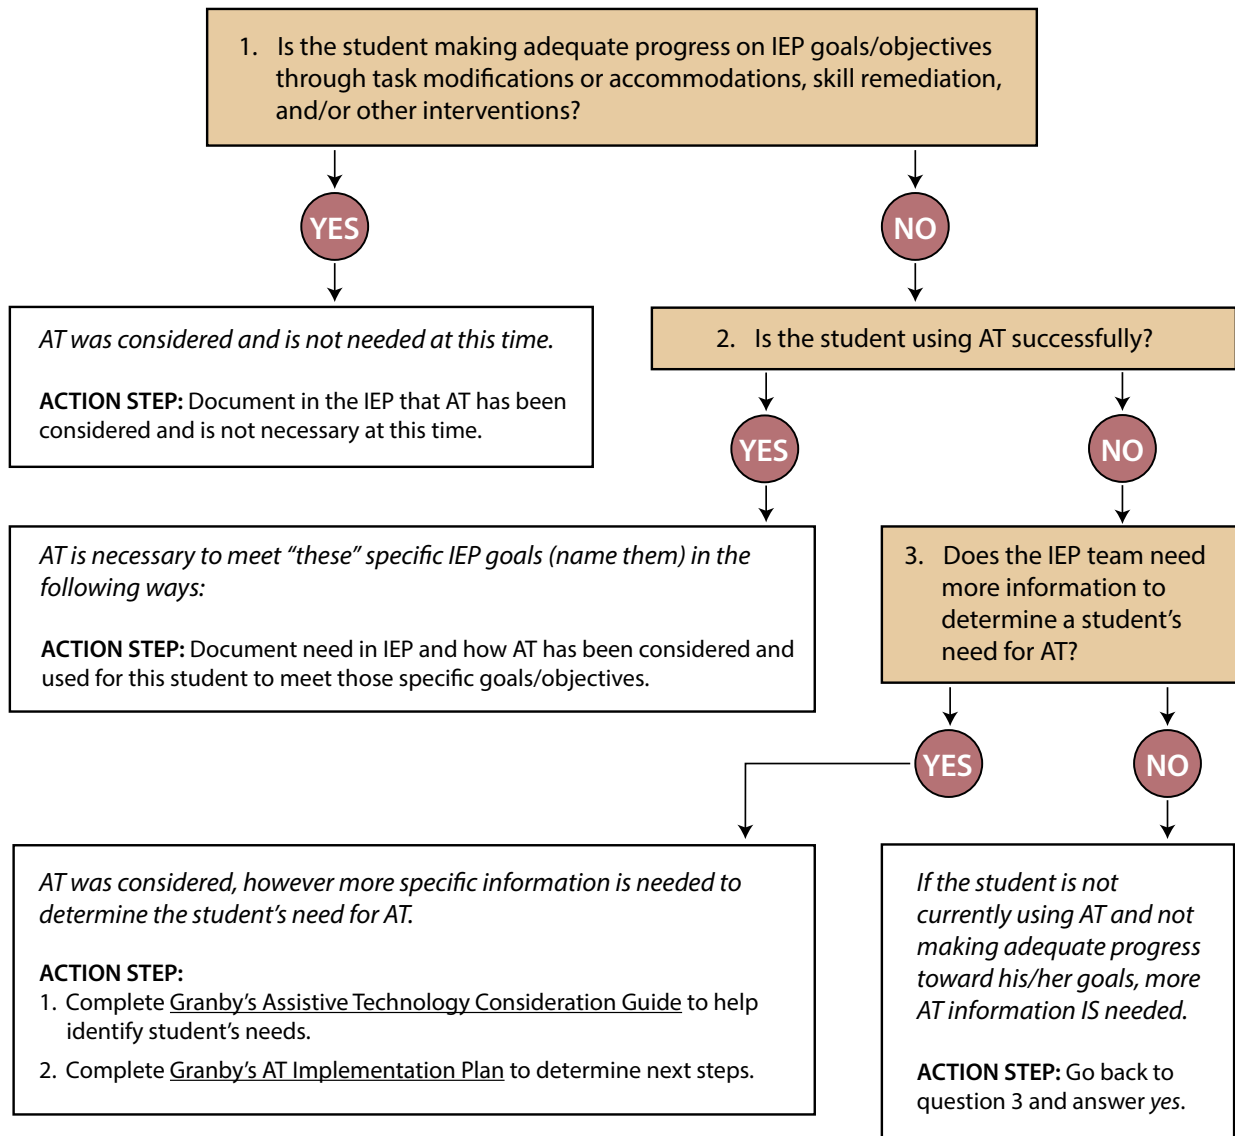 1. Is the student making adequate progress on IEP goals/objectives
through task modifications or accommodations, skill remediation,
and/or other interventions?
YES
NO
AT was considered and is not needed at this time.
ACTION STEP: Document in the IEP that AT has been
considered and is not necessary at this time.
2. Is the student using AT successfully?
YES
NO
AT is necessary to meet “these” specific IEP goals (name them) in the
following ways:
ACTION STEP: Document need in IEP and how AT has been considered and
used for this student to meet those specific goals/objectives.
3. Does the IEP team need
more information to
determine a student’s
need for AT?
YES
NO
AT was considered, however more specific information is needed to
determine the student’s need for AT.
ACTION STEP:
1. Complete Granby’s Assistive Technology Consideration Guide to help
identify student’s needs.
2. Complete Granby’s AT Implementation Plan to determine next steps.
If the student is not
currently using AT and not
making adequate progress
toward his/her goals, more
AT information IS needed.
ACTION STEP: Go back to
question 3 and answer yes.